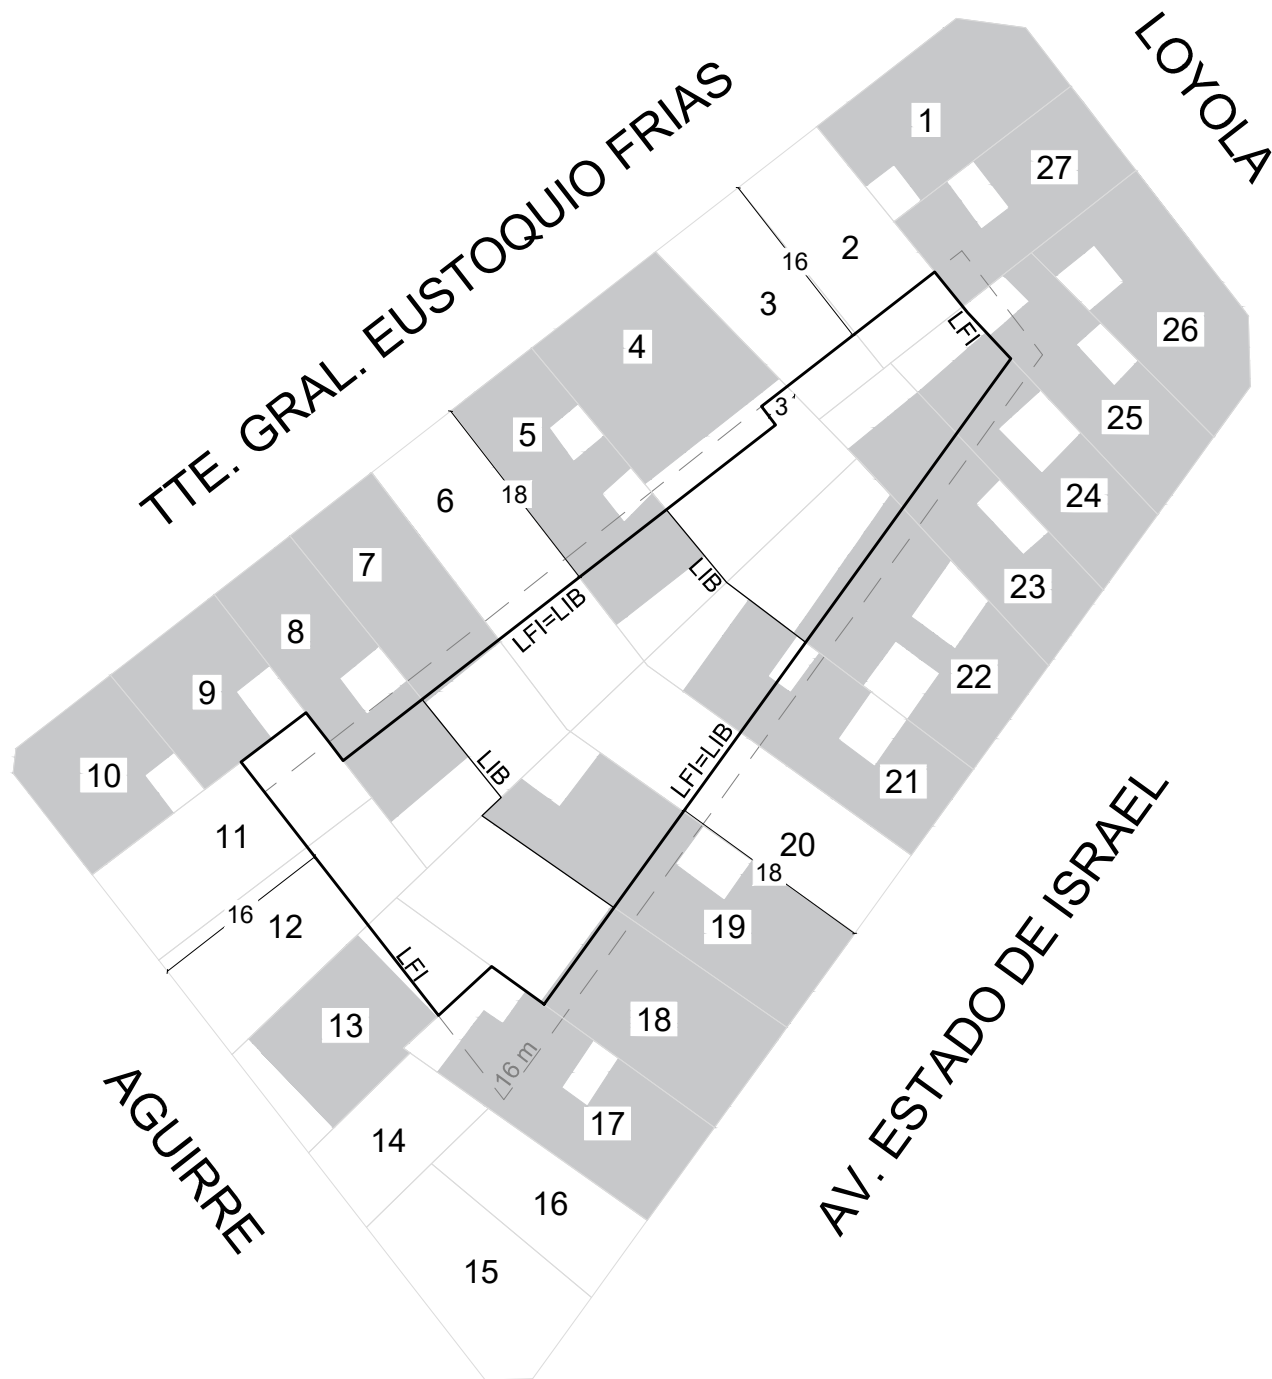 LOYOLA
TTE. GRAL. EUSTOQUIO FRIAS
1
27
2
16
3
26
LFI
4
3
25
5
24
6
18
7
LIB
23
LFI=LIB
8
22
9
LFI=LIB
10
LIB
21
11
20
18
16
12
19
LFI
13
18
16 m
17
14
16
15
AGUIRRE
AV. ESTADO DE ISRAEL